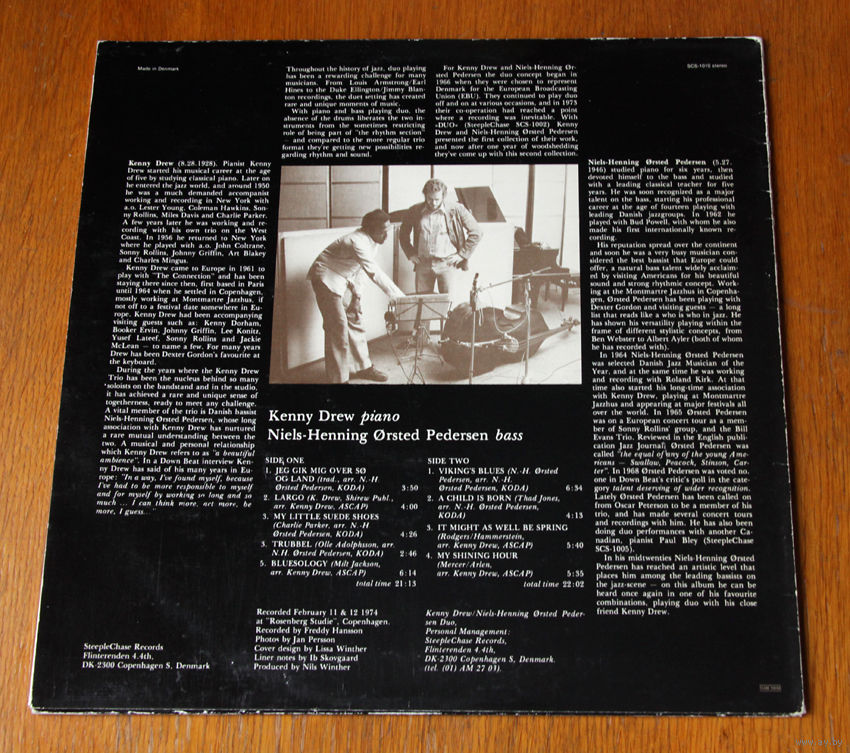 Made in Denmark
SCS-1010 stereo
Throughout the history of jazz, duo playing
has been a rewarding challenge for many
musicians. From Louis Armstrong/Earl
Hines to the Duke Ellington/Jimmy Blan-
ton recordings, the duet setting has created
rare and unique moments of music.
With piano and bass playing duo, the
absence of the drums liberates the two in-
struments from the sometimes restricting
role of being part of "the rhythm section"
— and compared to the more regular trio
format they're getting new possibilities re-
garding rhythm and sound.
For Kenny Drew and Niels-Henning Ør-
sted Pedersen the duo concept began in
1966 when they were chosen to represent
Denmark for the European Broadcasting
Union (EBU). They continued to play duo
off and on at various occasions, and in 1973
their co-operation had reached a point
where a recording was inevitable. With
«DUO» (SteepleChase SCS-1002) Kenny
Drew and Niels-Henning Ørsted Pedersen
presented the first collection of their work,
and now after one year of woodshedding
they've come up with this second collection.
Kenny Drew (8.28.1928). Pianist Kenny
Drew started his musical career at the age
of five by studying classical piano. Later on
he entered the jazz world, and around 1950
he was a much demanded accompanist
working and recording in New York with
a.o. Lester Young, Coleman Hawkins, Son-
ny Rollins, Miles Davis and Charlie Parker.
A few years later he was working and re-
cording with his own trio on the West
Coast. In 1956 he returned to New York
where he played with a.o. John Coltrane,
Sonny Rollins, Johnny Griffin, Art Blakey
and Charles Mingus.
Kenny Drew came to Europe in 1961 to
play with "The Connection" and has been
staying there since then, first based in Paris
until 1964 when he settled in Copenhagen,
mostly working at Montmartre Jazzhus, if
not off to a festival date somewhere in Eu-
rope. Kenny Drew had been accompanying
visiting guests such as: Kenny Dorham,
Booker Ervin, Johnny Griffin, Lee Konitz,
Yusef Lateef, Sonny Rollins and Jackie
McLean — to name a few. For many years
Drew has been Dexter Gordon's favourite at
the keyboard.
During the years where the Kenny Drew
Trio has been the nucleus behind so many
soloists on the bandstand and in the studio,
it has achieved a rare and unique sense of
togetherness, ready to meet any challenge.
A vital member of the trio is Danish bassist
Niels-Henning Ørsted Pedersen, whose long
association with Kenny Drew has nurtured
a rare mutual understanding between the
two. A musical and personal relationship
which Kenny Drew refers to as "a beautiful
ambience". In a Down Beat interview Ken-
ny Drew has said of his many years in Eu-
rope: "In a way, I've found myself, because
I've had to be more responsible to myself
and for myself by working so long and so
much ... I can think more, act more, be
more, I guess..."
Niels-Henning Ørsted Pedersen (5.27.
1946) studied piano for six years, then
devoted himself to the bass and studied
with a leading classical teacher for five
years. He was soon recognized as a major
talent on the bass, starting his professional
career at the age of fourteen playing with
leading Danish jazzgroups. In 1962 he
played with Bud Powell, with whom he also
made his first internationally known re-
cording.
His reputation spread over the continent
and soon he was a very busy musician con-
sidered the best bassist that Europe could
offer, a natural bass talent widely acclaim-
ed by visiting Americans for his beautiful
sound and strong rhythmic concept. Work-
ing at the Montmartre Jazzhus in Copenha-
gen, Ørsted Pedersen has been playing with
Dexter Gordon and visiting guests — a long
list that reads like a who is who in jazz. He
has shown his versatility playing within the
frame of different stylistic concepts, from
Ben Webster to Albert Ayler (both of whom
he has recorded with).
In 1964 Niels-Henning Ørsted Pedersen
was selected Danish Jazz Musician of the
Year, and at the same time he was working
and recording with Roland Kirk. At that
time also started his long-time association
with Kenny Drew, playing at Montmartre
Jazzhus and appearing at major festivals all
over the world. In 1965 Ørsted Pedersen
was on a European concert tour as a mem-
ber of Sonny Rollins' group, and the Bill
Evans Trio. Reviewed in the English publi-
cation Jazz Journal, Ørsted Pedersen was
called "the equal of any of the young Ame-
ricans — Swallow, Peacock, Stinson, Car-
ter". In 1968 Ørsted Pedersen was voted no.
one in Down Beat's critic's poll in the cate-
gory talent deserving of wider recognition.
Lately Ørsted Pedersen has been called on
from Oscar Peterson to be a member of his
trio, and has made several concert tours
and recordings with him. He has also been
doing duo performances with another Ca-
nadian, pianist Paul Bley (SteepleChase
SCS-1005).
In his midtwenties Niels-Henning Ørsted
Pedersen has reached an artistic level that
places him among the leading bassists on
the jazz-scene — on this album he can be
heard once again in one of his favourite
combinations, playing duo with his close
friend Kenny Drew.
Kenny Drew piano
Niels-Henning Ørsted Pedersen bass
SIDE ONE
1. JEG GIK MIG OVER SØ
OG LAND (trad., arr. N.-H
Ørsted Pedersen, KODA) 3:50
2. LARGO (K. Drew, Shirew Publ.,
arr. Kenny Drew, ASCAP) 4:00
3. MY LITTLE SUEDE SHOES
(Charlie Parker, arr. N.-H
Ørsted Pedersen, KODA) 4:26
3. TRUBBEL (Olle Adolphsson, arr.
N.H. Ørsted Pedersen, KODA) 2:46
5. BLUESOLOGY (Milt Jackson,
arr. Kenny Drew, ASCAP) 6:14
total time 21:13
SIDE TWO
1. VIKING'S BLUES (N.-H. Ørsted
Pedersen, arr. N.-H.
Ørsted Pedersen, KODA) 6:34
2. A CHILD IS BORN (Thad Jones,
arr. N.-H. Ørsted Pedersen,
KODA) 4:13
3. IT MIGHT AS WELL BE SPRING
(Rodgers/Hammerstein,
arr. Kenny Drew, ASCAP) 5:40
4. MY SHINING HOUR
(Mercer/Arlen,
arr. Kenny Drew, ASCAP) 5:35
total time 22:02
Recorded February 11 & 12 1974
at "Rosenberg Studie", Copenhagen.
Recorded by Freddy Hansson
Photos by Jan Persson
Cover design by Lissa Winther
Liner notes by Ib Skovgaard
Produced by Nils Winther
Kenny Drew/Niels-Henning Ørsted Peder-
sen Duo,
Personal Management:
SteepleChase Records,
Flinterenden 4.4th,
DK-2300 Copenhagen S, Denmark.
(tel. (01) AM 27 03).
SteepleChase Records
Flinterenden 4.4th,
DK-2300 Copenhagen S, Denmark